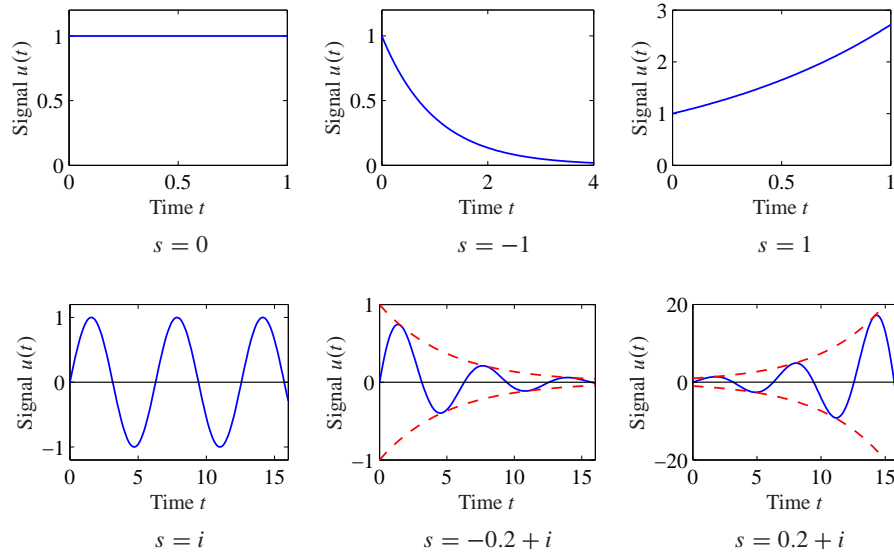 Signal u(t)
1
0.5
0
0
0.5
1
Time t
s = 0
Signal u(t)
1
0.5
0
0
2
4
Time t
s = −1
Signal u(t)
3
2
1
0
0
0.5
1
Time t
s = 1
Signal u(t)
1
0
−1
0
5
10
15
Time t
s = i
Signal u(t)
1
0
−1
0
5
10
15
Time t
s = −0.2 + i
Signal u(t)
20
0
−20
0
5
10
15
Time t
s = 0.2 + i